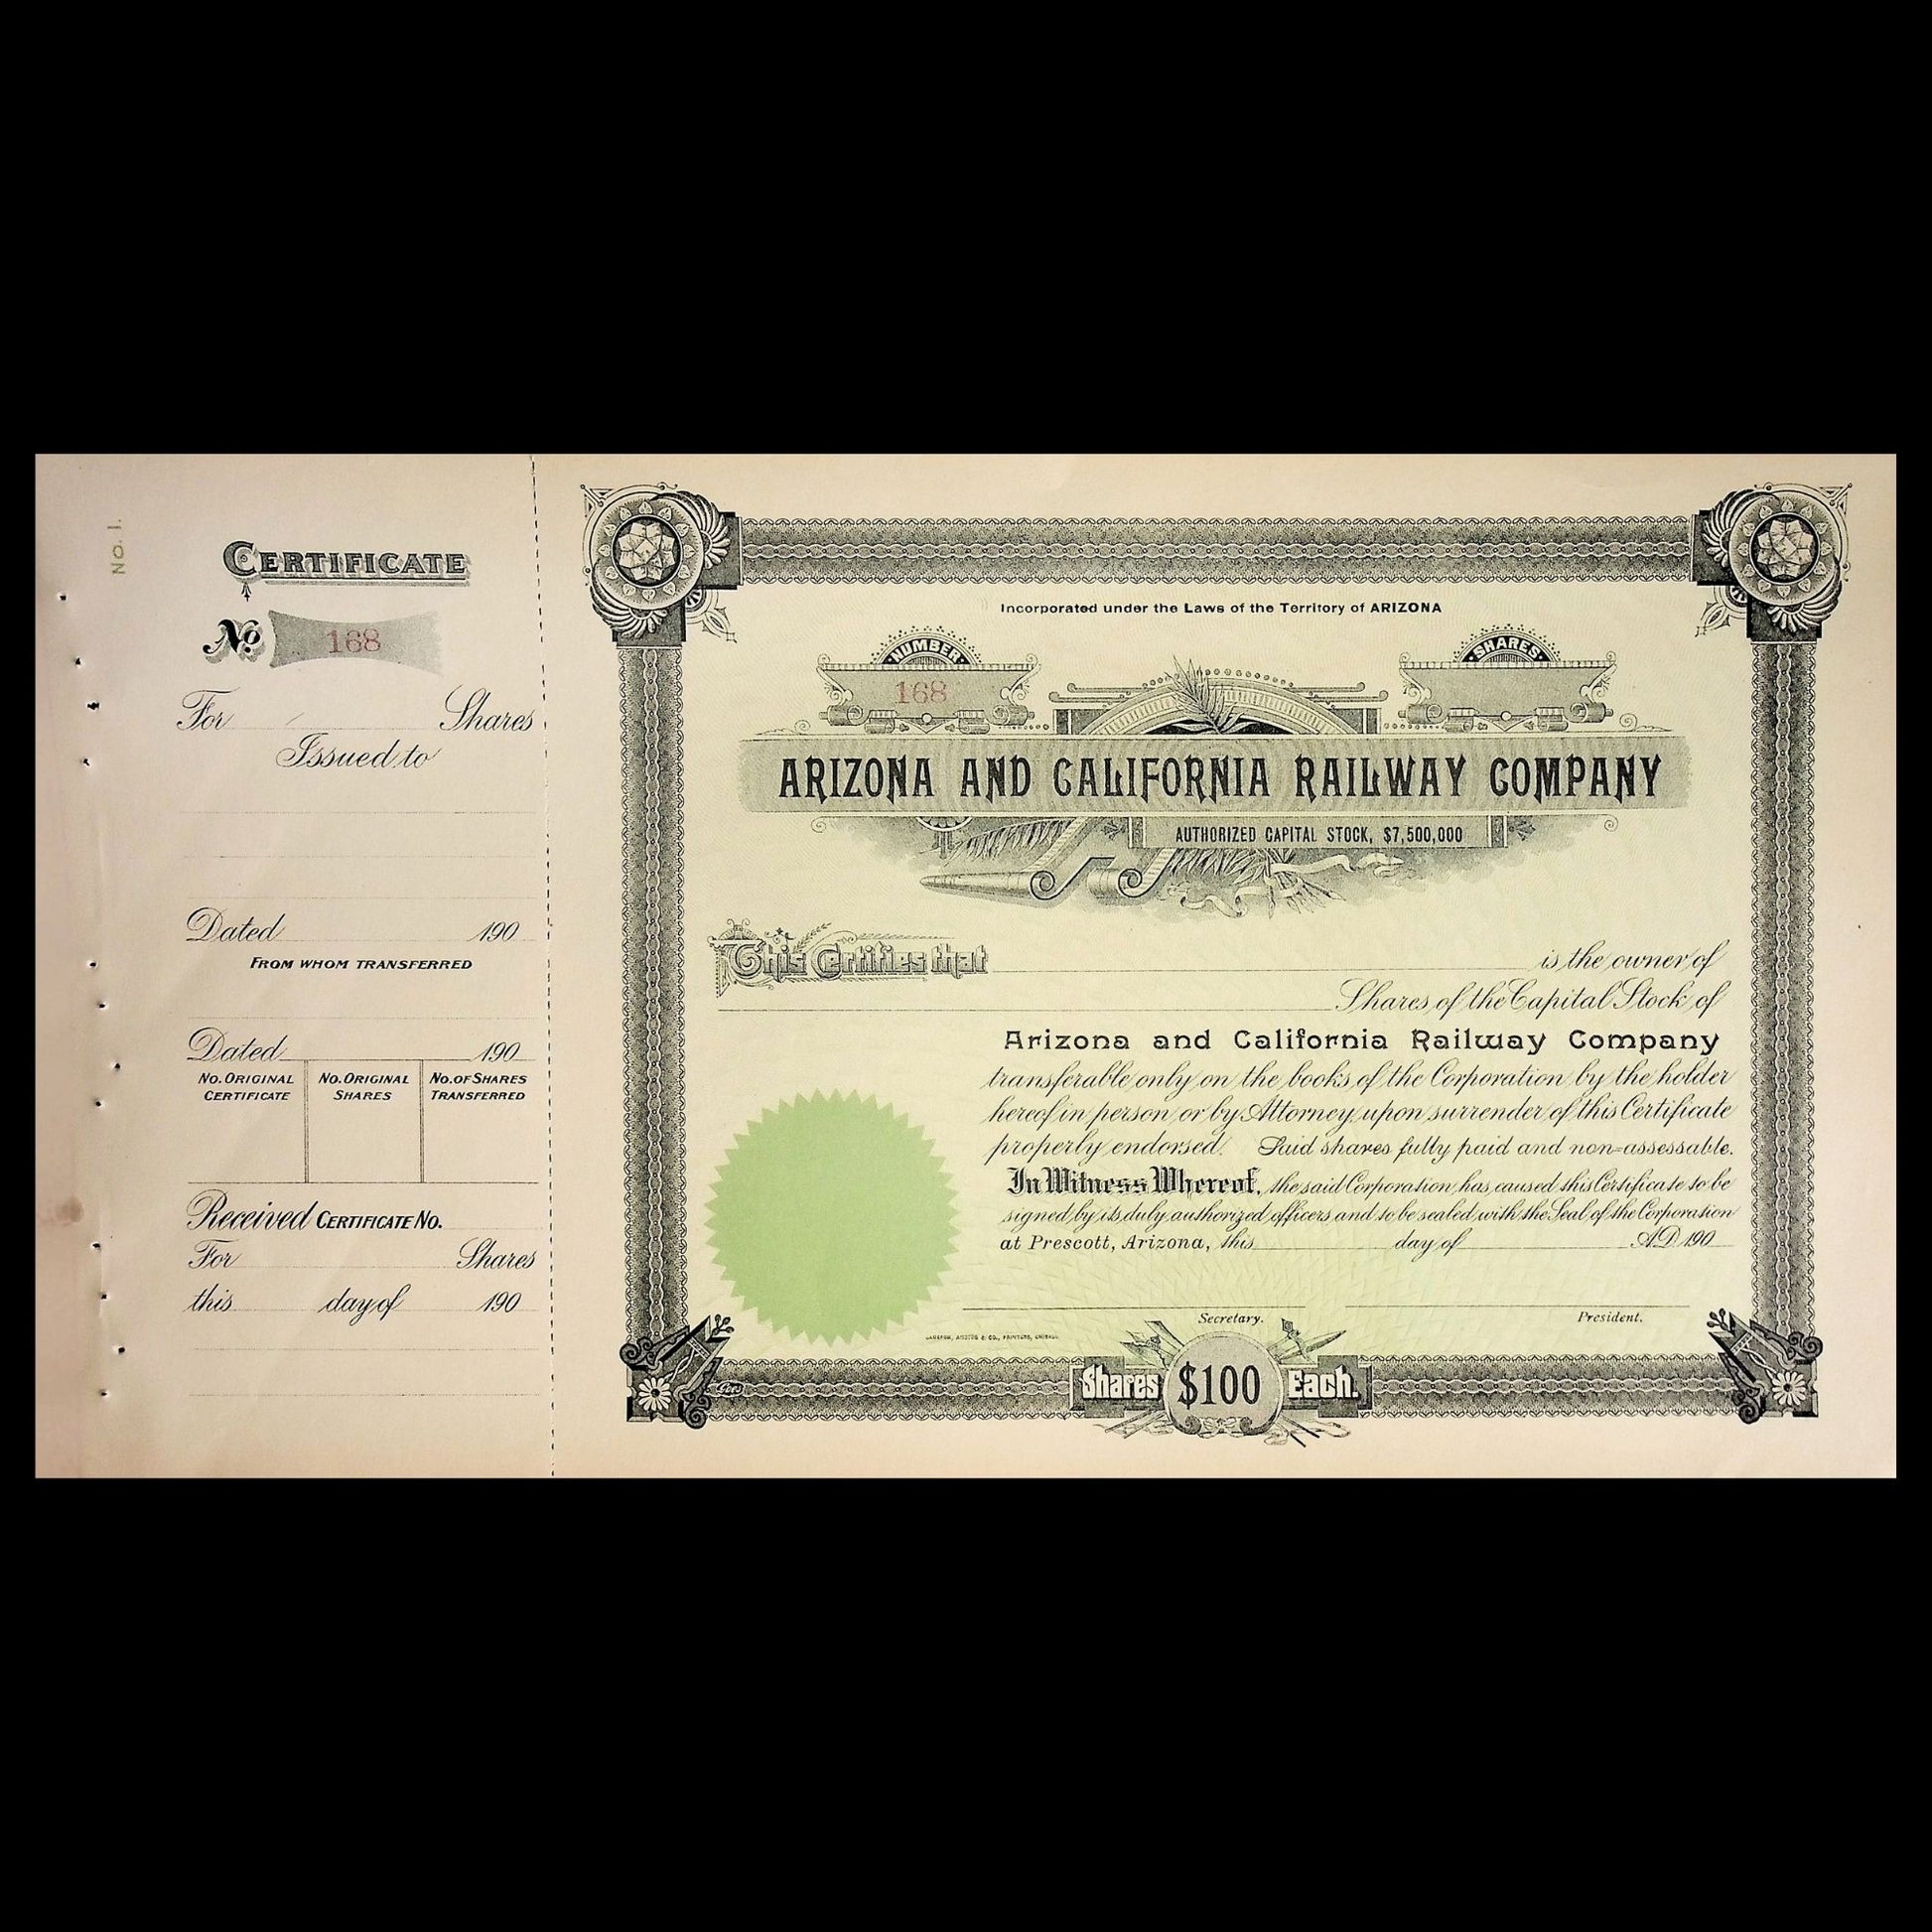 No. 1.
CERTIFICATE
No 168
For Shares
Issued to
Dated 190
FROM WHOM TRANSFERRED
Dated 190
NO. ORIGINAL CERTIFICATE NO. ORIGINAL SHARES NO. OF SHARES TRANSFERRED
Received CERTIFICATE NO.
For Shares
this day of 190
Incorporated under the Laws of the Territory of ARIZONA
NUMBER SHARES
168
ARIZONA AND CALIFORNIA RAILWAY COMPANY
AUTHORIZED CAPITAL STOCK, $7,500,000
This Certifies that is the owner of
Shares of the Capital Stock of
Arizona and California Railway Company
transferable only on the books of the Corporation by the holder
hereof in person or by Attorney upon surrender of this Certificate
properly endorsed. Said shares fully paid and non-assessable.
In Witness Whereof, the said Corporation has caused this Certificate to be
signed by its duly authorized officers and to be sealed with the Seal of the Corporation
at Prescott, Arizona, this day of A.D. 190
Secretary. President.
& CO., PRINTERS, CHICAGO
Shares $100 Each.